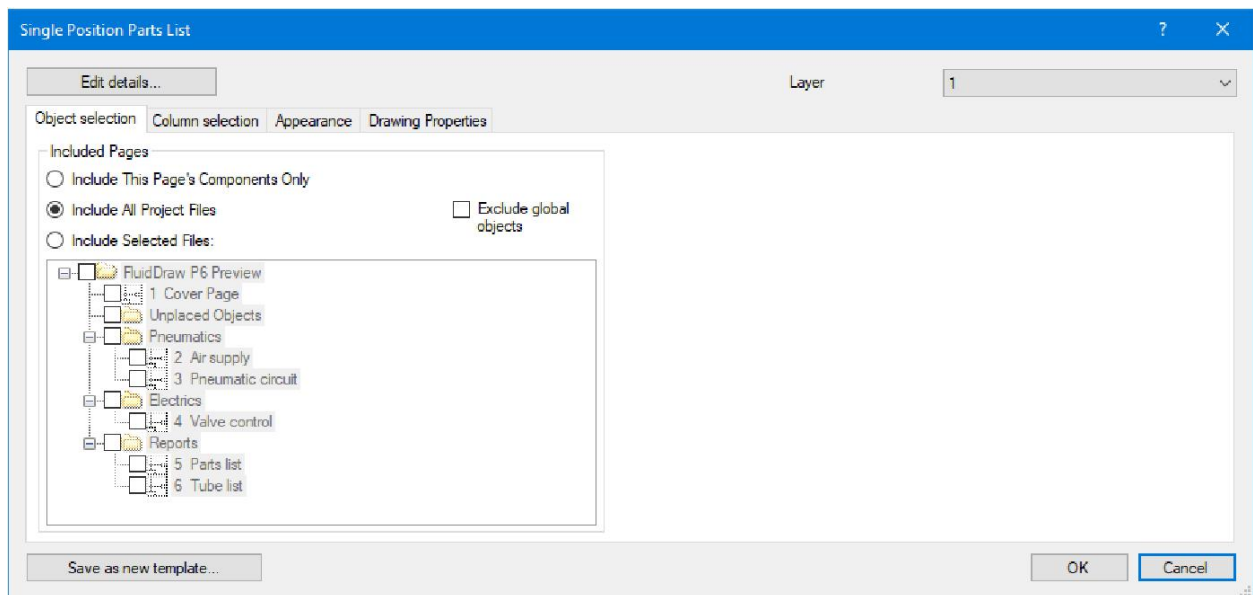 Single Position Parts List
?
Edit details...
Layer
1
Object selection
Column selection
Appearance
Drawing Properties
Included Pages
Include This Page's Components Only
Include All Project Files
Exclude global
objects
Include Selected Files:
FluidDraw P6 Preview
1 Cover Page
Unplaced Objects
Pneumatics
2 Air supply
3 Pneumatic circuit
Electrics
4 Valve control
Reports
5 Parts list
6 Tube list
Save as new template...
OK
Cancel